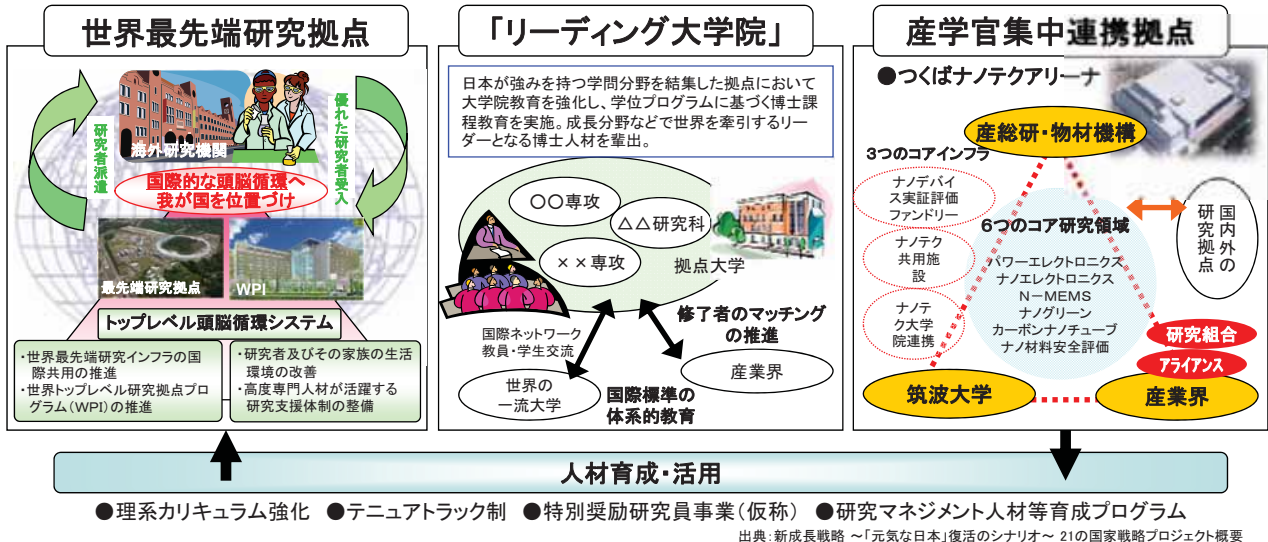 世界最先端研究拠点
研究者派遣
優れた研究者受入
海外研究機関
国際的な頭脳循環へ
我が国を位置づけ
最先端研究拠点
WPI
トップレベル頭脳循環システム
・世界最先端研究インフラの国
際共用の推進
・世界トップレベル研究拠点プロ
グラム(WPI)の推進
・研究者及びその家族の生活
環境の改善
・高度専門人材が活躍する
研究支援体制の整備
「リーディング大学院」
日本が強みを持つ学問分野を結集した拠点において
大学院教育を強化し、学位プログラムに基づく博士課
程教育を実施。成長分野などで世界を牽引するリー
ダーとなる博士人材を輩出。
○○専攻
△△研究科
××専攻
拠点大学
国際ネットワーク
教員・学生交流
修了者のマッチング
の推進
世界の
一流大学
産業界
国際標準の
体系的教育
産学官集中連携拠点
●つくばナノテクアリーナ
産総研・物材機構
3つのコアインフラ
ナノデバイ
ス実証評価
ファンドリー
ナノテク
共用施
設
ナノテ
ク大学
院連携
6つのコア研究領域
パワーエレクトロニクス
ナノエレクトロニクス
N-MEMS
ナノグリーン
カーボンナノチューブ
ナノ材料安全評価
国内外の
研究拠点
研究組合
アライアンス
筑波大学
産業界
人材育成・活用
●理系カリキュラム強化 ●テニュアトラック制 ●特別奨励研究員事業(仮称) ●研究マネジメント人材等育成プログラム
出典:新成長戦略 ~「元気な日本」復活のシナリオ~ 21の国家戦略プロジェクト概要